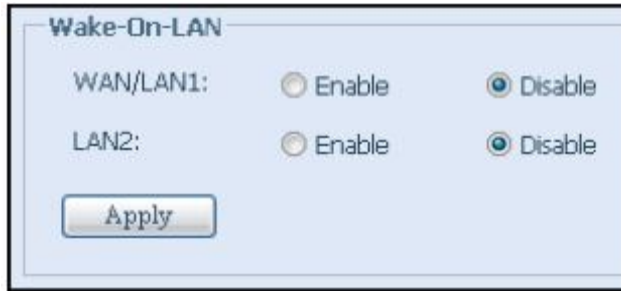 Wake-On-LAN
WAN/LAN1: Enable Disable
LAN2: Enable Disable
Apply